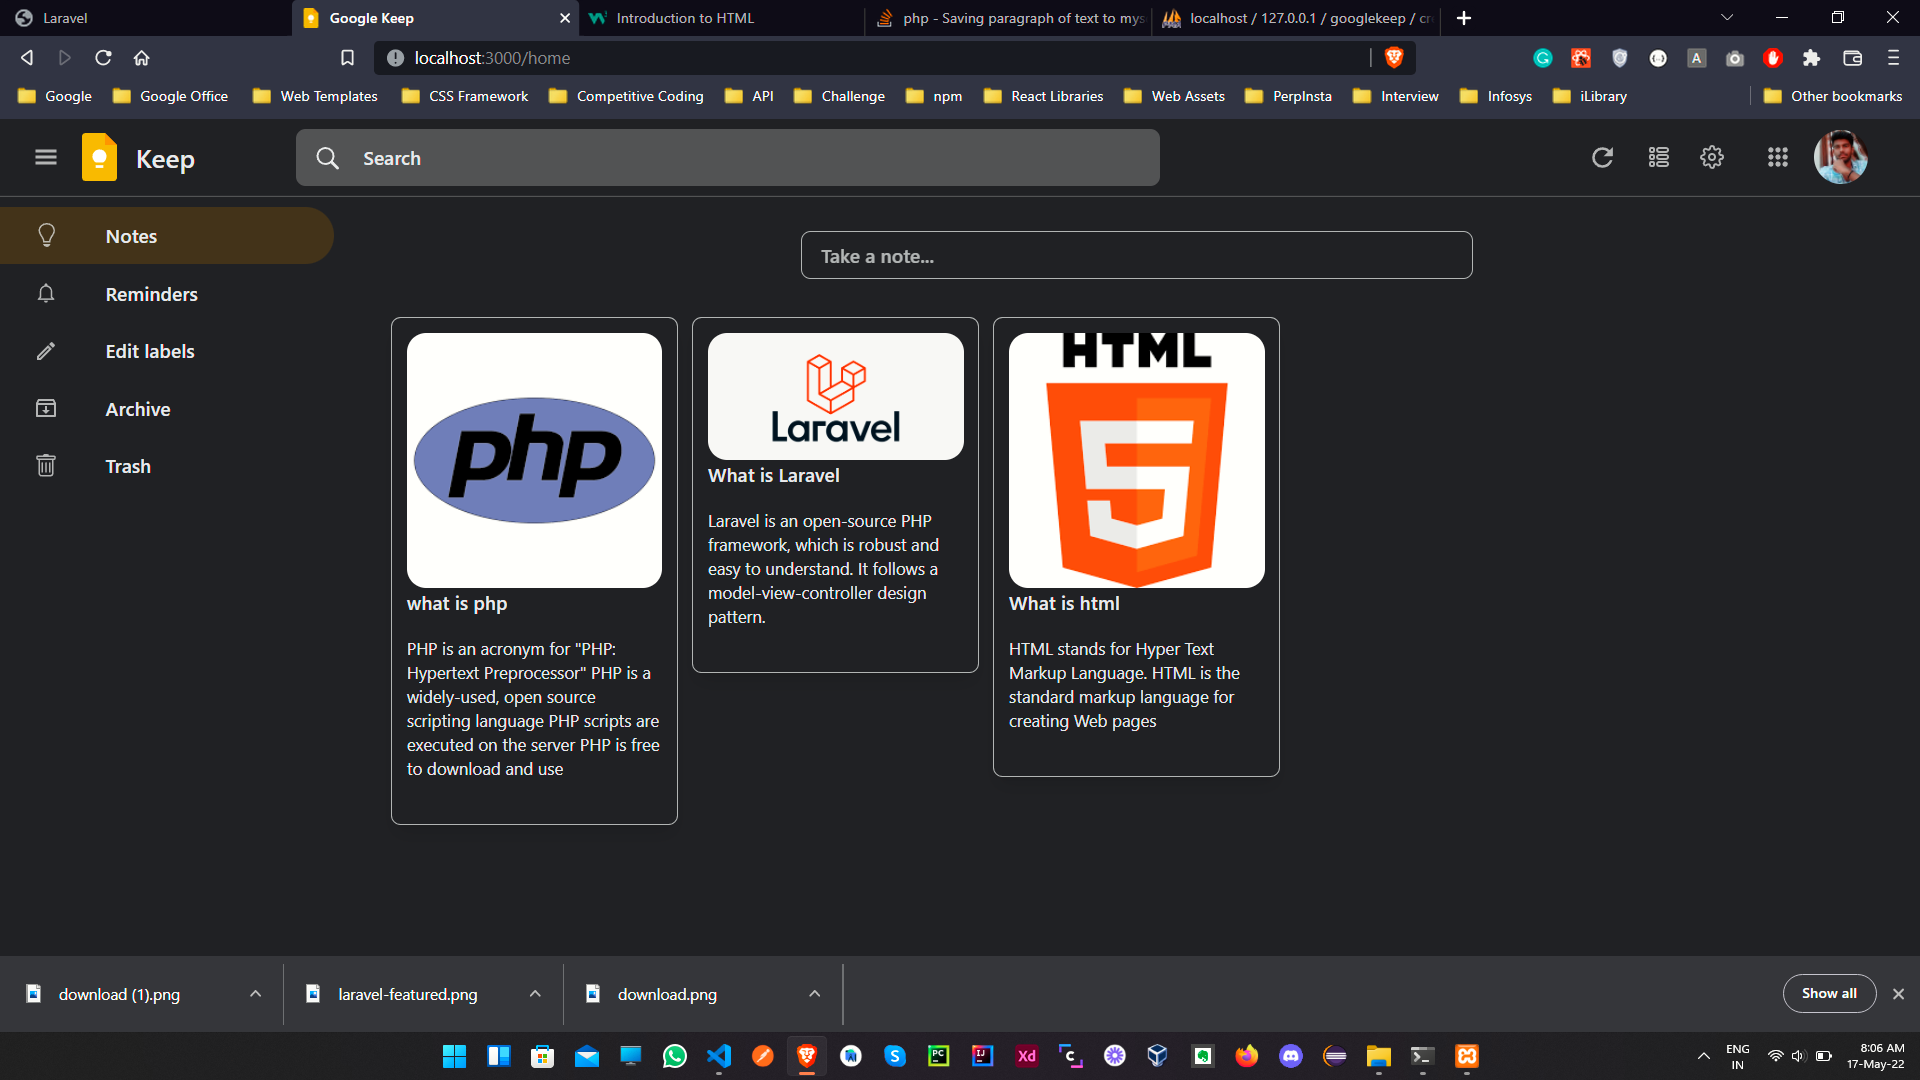 Laravel
Google Keep
Introduction to HTML
php - Saving paragraph of text to mys
localhost / 127.0.0.1 / googlekeep / cr
localhost:3000/home
Google
Google Office
Web Templates
CSS Framework
Competitive Coding
API
Challenge
npm
React Libraries
Web Assets
PerpInsta
Interview
Infosys
iLibrary
Other bookmarks
Keep
Search
Notes
Reminders
Edit labels
Archive
Trash
Take a note...
php
what is php
PHP is an acronym for "PHP:
Hypertext Preprocessor" PHP is a
widely-used, open source
scripting language PHP scripts are
executed on the server PHP is free
to download and use
Laravel
What is Laravel
Laravel is an open-source PHP
framework, which is robust and
easy to understand. It follows a
model-view-controller design
pattern.
HTML
5
What is html
HTML stands for Hyper Text
Markup Language. HTML is the
standard markup language for
creating Web pages
download (1).png
laravel-featured.png
download.png
Show all
ENG
IN
8:06 AM
17-May-22